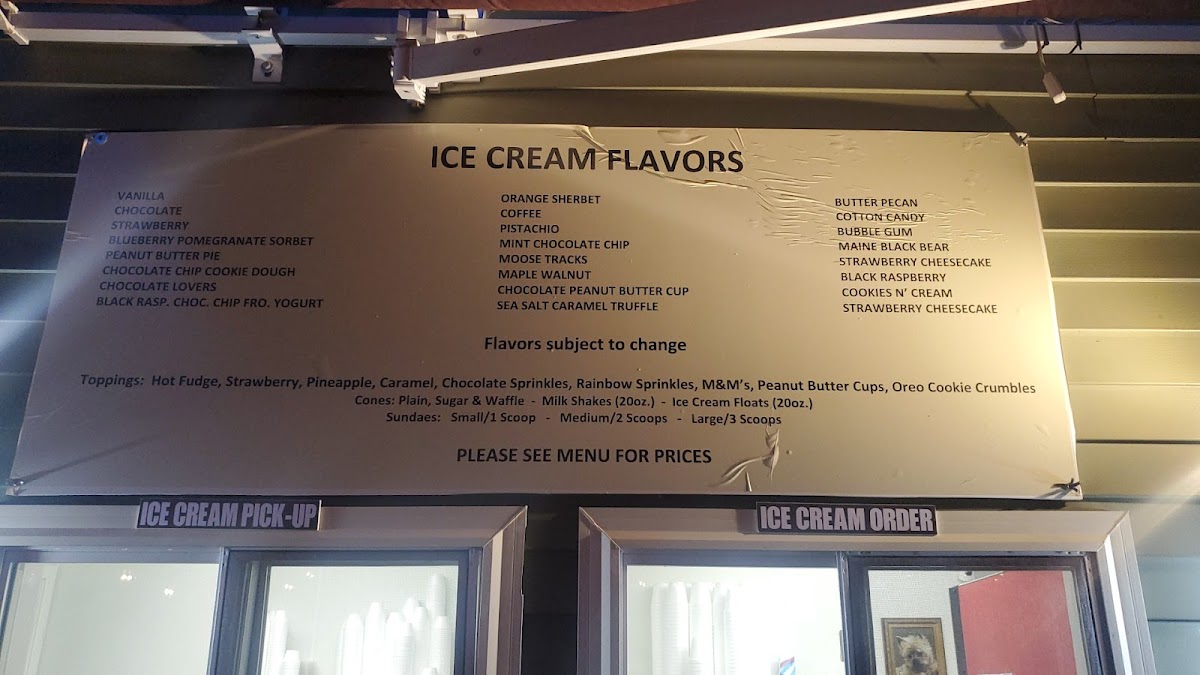 ICE CREAM FLAVORS
VANILLA
CHOCOLATE
STRAWBERRY
BLUEBERRY POMEGRANATE SORBET
PEANUT BUTTER PIE
CHOCOLATE CHIP COOKIE DOUGH
CHOCOLATE LOVERS
BLACK RASP. CHOC. CHIP FRO. YOGURT
ORANGE SHERBET
COFFEE
PISTACHIO
MINT CHOCOLATE CHIP
MOOSE TRACKS
MAPLE WALNUT
CHOCOLATE PEANUT BUTTER CUP
SEA SALT CARAMEL TRUFFLE
BUTTER PECAN
COTTON CANDY
BUBBLE GUM
MAINE BLACK BEAR
STRAWBERRY CHEESECAKE
BLACK RASPBERRY
COOKIES N' CREAM
STRAWBERRY CHEESECAKE
Flavors subject to change
Toppings: Hot Fudge, Strawberry, Pineapple, Caramel, Chocolate Sprinkles, Rainbow Sprinkles, M&M's, Peanut Butter Cups, Oreo Cookie Crumbles
Cones: Plain, Sugar & Waffle - Milk Shakes (20oz.) - Ice Cream Floats (20oz.)
Sundaes: Small/1 Scoop - Medium/2 Scoops - Large/3 Scoops
PLEASE SEE MENU FOR PRICES
ICE CREAM PICK-UP
ICE CREAM ORDER